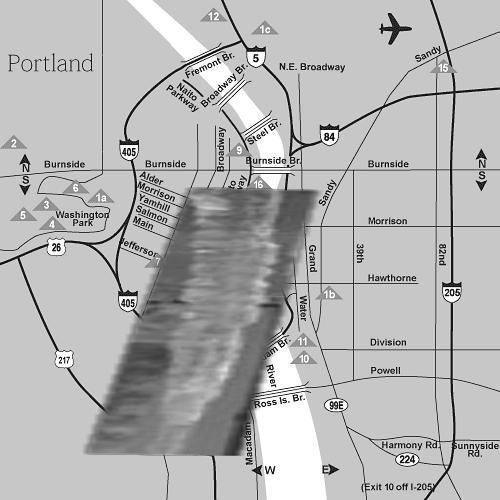 12
1c
Portland
5
Fremont Br.
Sandy
15
Naito
Parkway
Broadway Br.
N.E. Broadway
Steel Br.
84
2
405
Broadway
9
N
S
Burnside
Burnside
Burnside Br.
Burnside
N
S
Alder
Morrison
Yamhill
Salmon
Main
Jefferson
6
1a
3
5
4
Washington
Park
16
Sandy
26
7
Morrison
Grand
39th
82nd
Hawthorne
405
1b
205
Water
217
11
10
Division
River
Powell
Ross Is. Br.
99E
Macadam
Harmony Rd.
Sunnyside
Rd.
224
W
E
(Exit 10 off I-205)